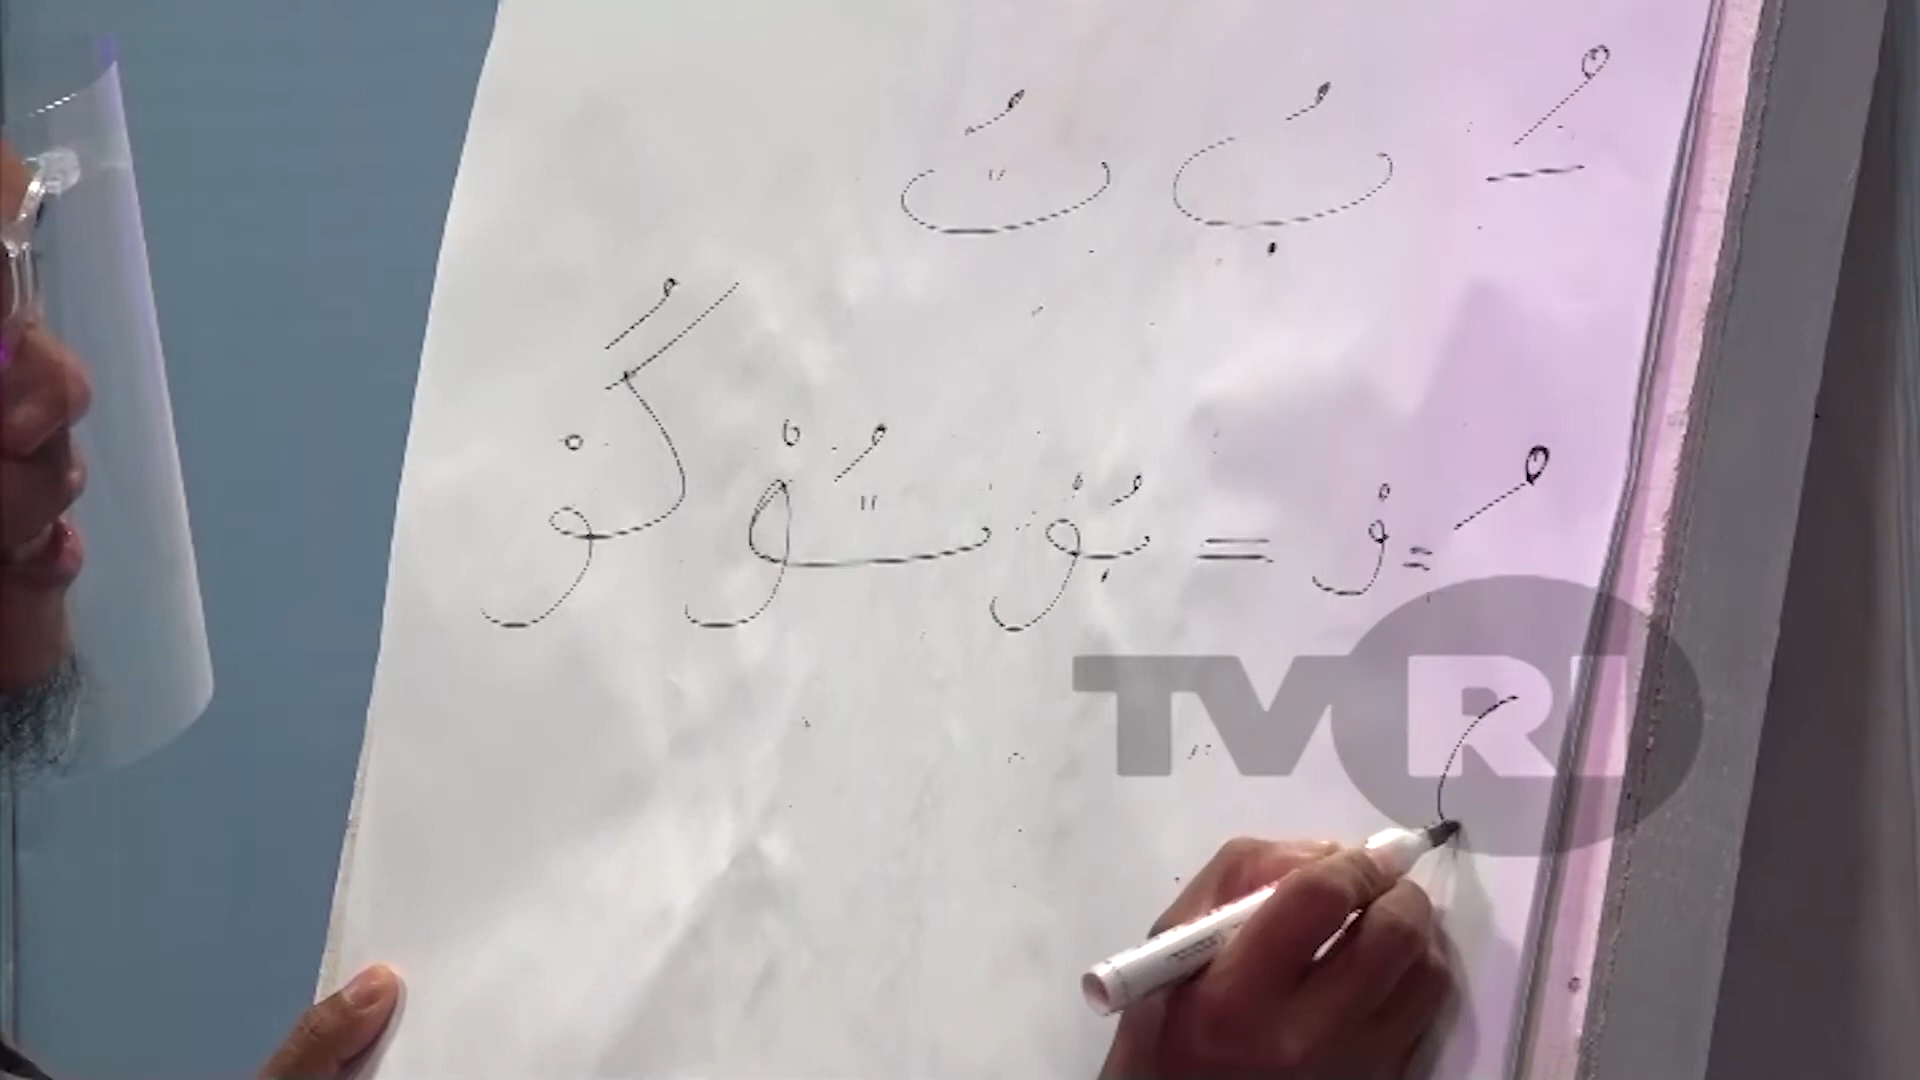 ـُ بُ تُ
ـُ = وْ = بُوْ تُوْ گُوْ
TVRI